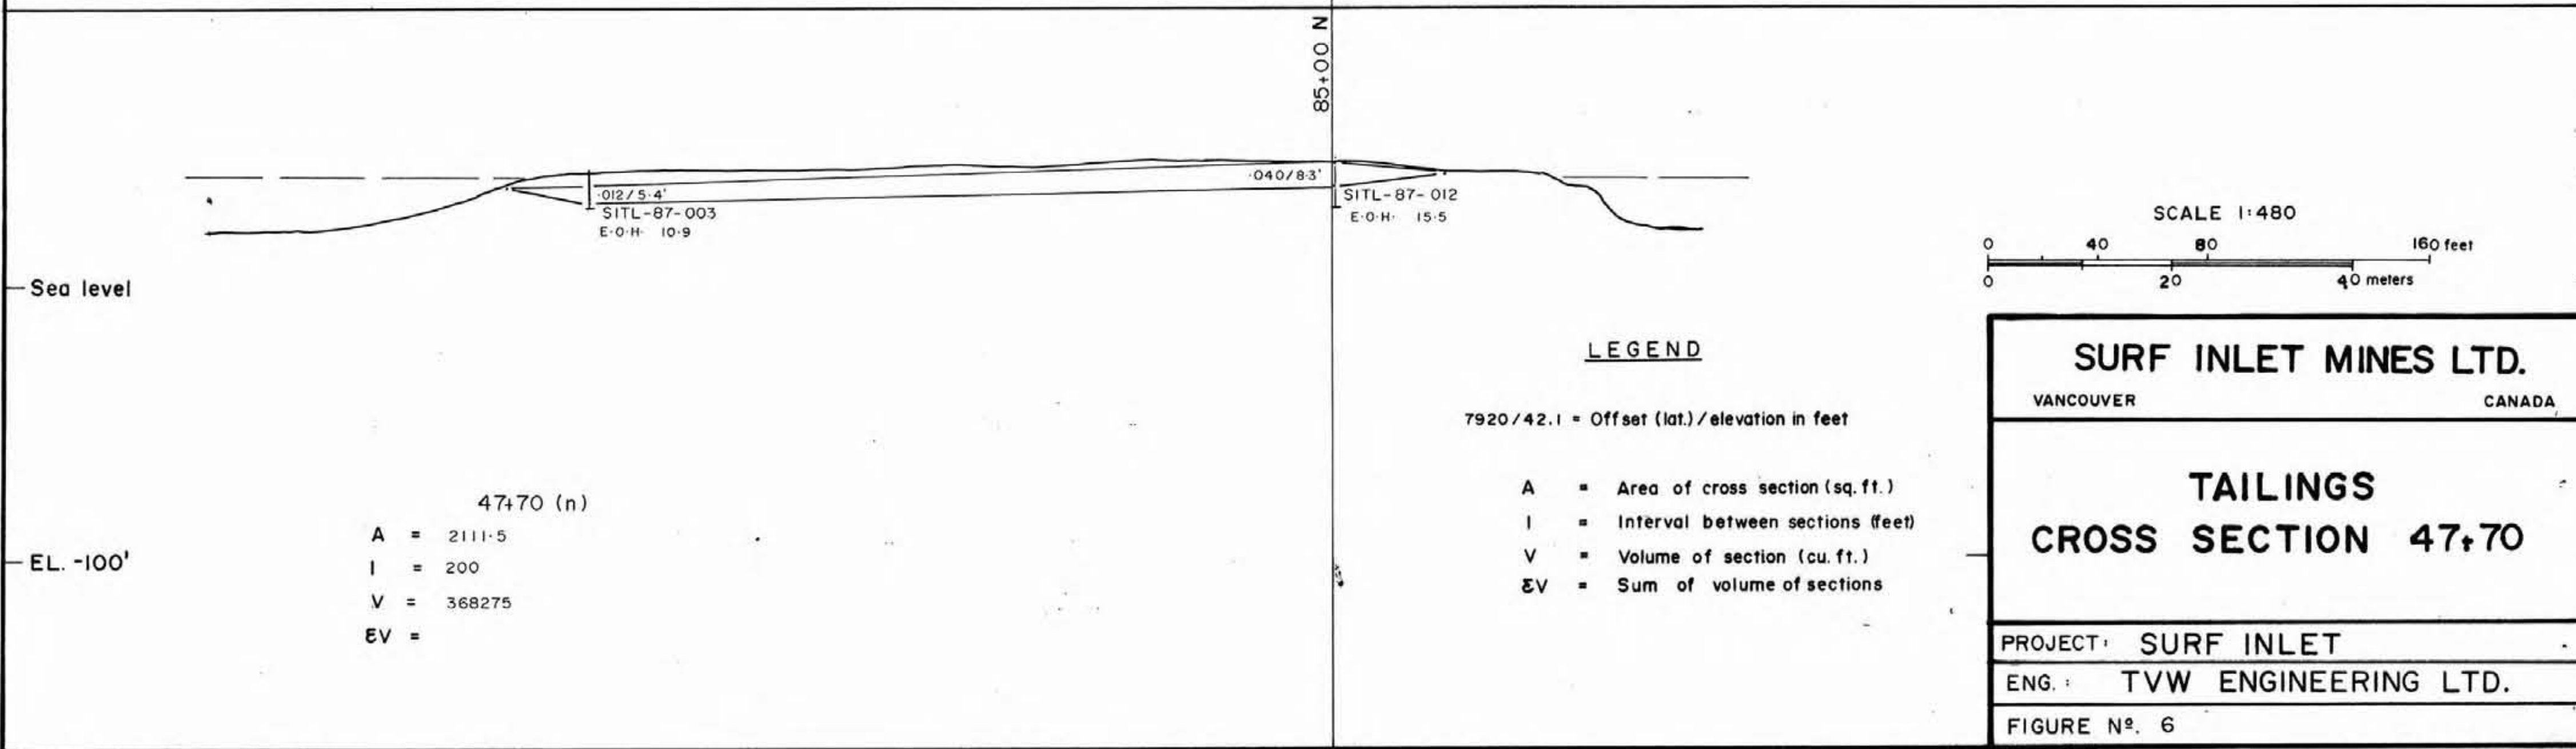 85+00 N
·012/5·4'
SITL-87-003
E·O·H· 10·9
·040/8·3'
SITL-87-012
E·O·H· 15·5
Sea level
EL. -100'
47+70 (n)
A = 2111·5
I = 200
V = 368275
ƐV =
SCALE 1:480
0 40 80 160 feet
0 20 40 meters
LEGEND
7920/42.1 = Offset (lat.)/elevation in feet
A = Area of cross section (sq. ft.)
I = Interval between sections (feet)
V = Volume of section (cu. ft.)
ƐV = Sum of volume of sections
SURF INLET MINES LTD.
VANCOUVER CANADA
TAILINGS
CROSS SECTION 47+70
PROJECT: SURF INLET
ENG.: TVW ENGINEERING LTD.
FIGURE Nº. 6